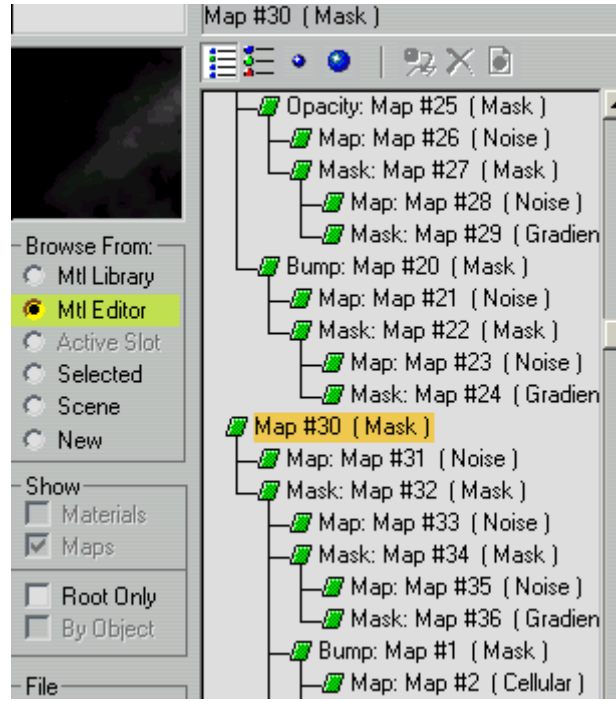 Map #30 (Mask)
Opacity: Map #25 (Mask)
Map: Map #26 (Noise)
Mask: Map #27 (Mask)
Map: Map #28 (Noise)
Mask: Map #29 (Gradien
Bump: Map #20 (Mask)
Map: Map #21 (Noise)
Mask: Map #22 (Mask)
Map: Map #23 (Noise)
Mask: Map #24 (Gradien
Map #30 (Mask)
Map: Map #31 (Noise)
Mask: Map #32 (Mask)
Map: Map #33 (Noise)
Mask: Map #34 (Mask)
Map: Map #35 (Noise)
Mask: Map #36 (Gradien
Bump: Map #1 (Mask)
Map: Map #2 (Cellular)
Browse From:
Mtl Library
Mtl Editor
Active Slot
Selected
Scene
New
Show
Materials
Maps
Root Only
By Object
File